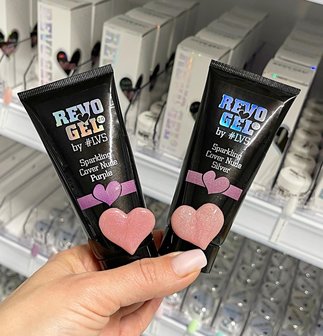 REVO
GEL
by #LVS
Sparkling
Cover Nude
Purple
REVO
GEL
by #LVS
Sparkling
Cover Nude
Silver